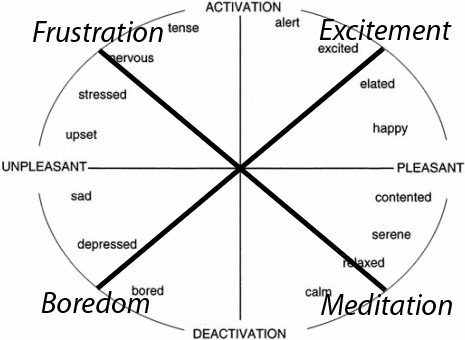 ACTIVATION
Frustration
tense
alert
Excitement
nervous
excited
stressed
elated
upset
happy
UNPLEASANT
PLEASANT
sad
contented
depressed
serene
relaxed
Boredom
bored
calm
Meditation
DEACTIVATION